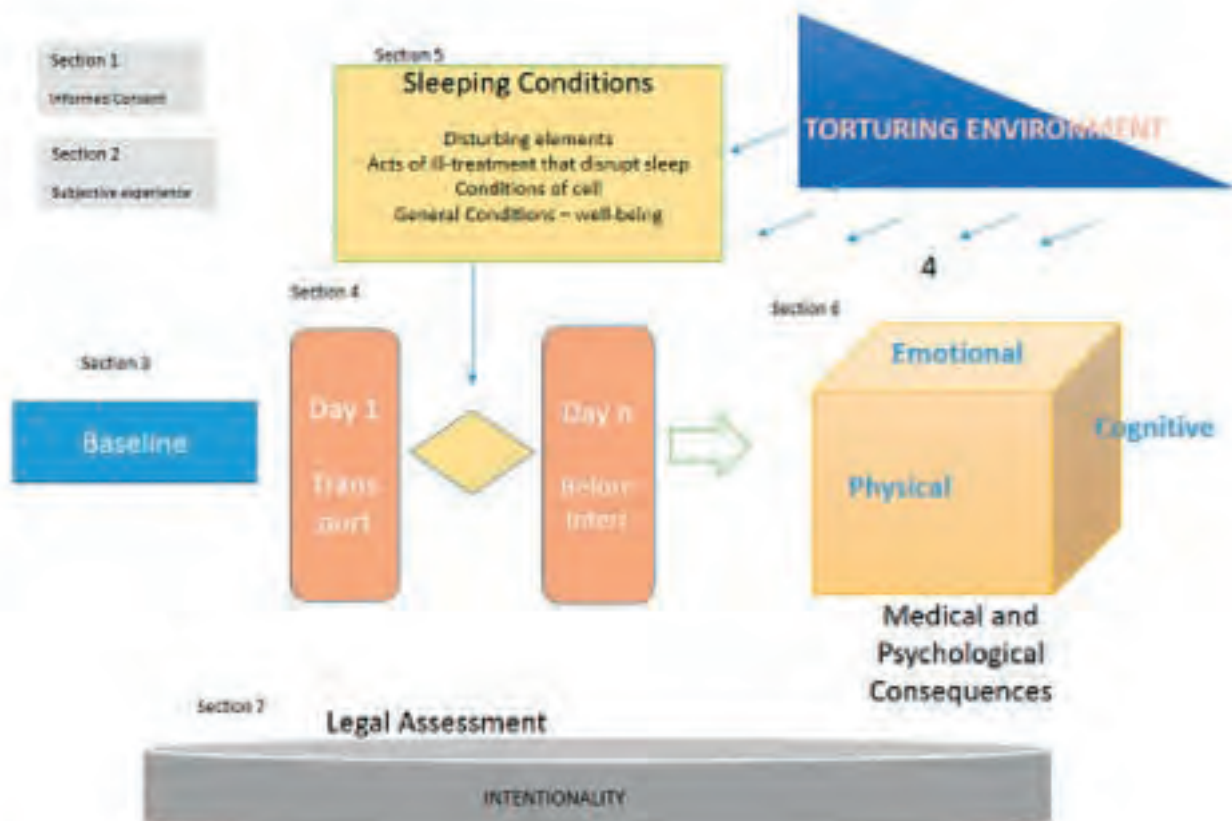 Section 1
Informed Consent
Section 2
Subjective experience
Section 5
Sleeping Conditions
Disturbing elements
Acts of ill-treatment that disrupt sleep
Conditions of cell
General Conditions – well-being
TORTURING ENVIRONMENT
4
Section 3
Baseline
Section 4
Day 1
Trans
port
Day n
Before
Section 6
Emotional
Cognitive
Physical
Medical and
Psychological
Consequences
Section 7
Legal Assessment
INTENTIONALITY